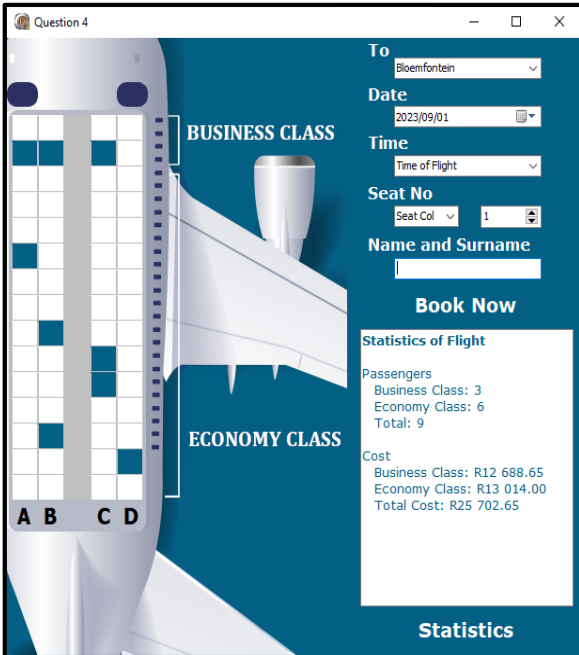 Question 4
BUSINESS CLASS
ECONOMY CLASS
A B C D
To
Bloemfontein
Date
2023/09/01
Time
Time of Flight
Seat No
Seat Col 1
Name and Surname
Book Now
Statistics of Flight
Passengers
Business Class: 3
Economy Class: 6
Total: 9
Cost
Business Class: R12 688.65
Economy Class: R13 014.00
Total Cost: R25 702.65
Statistics